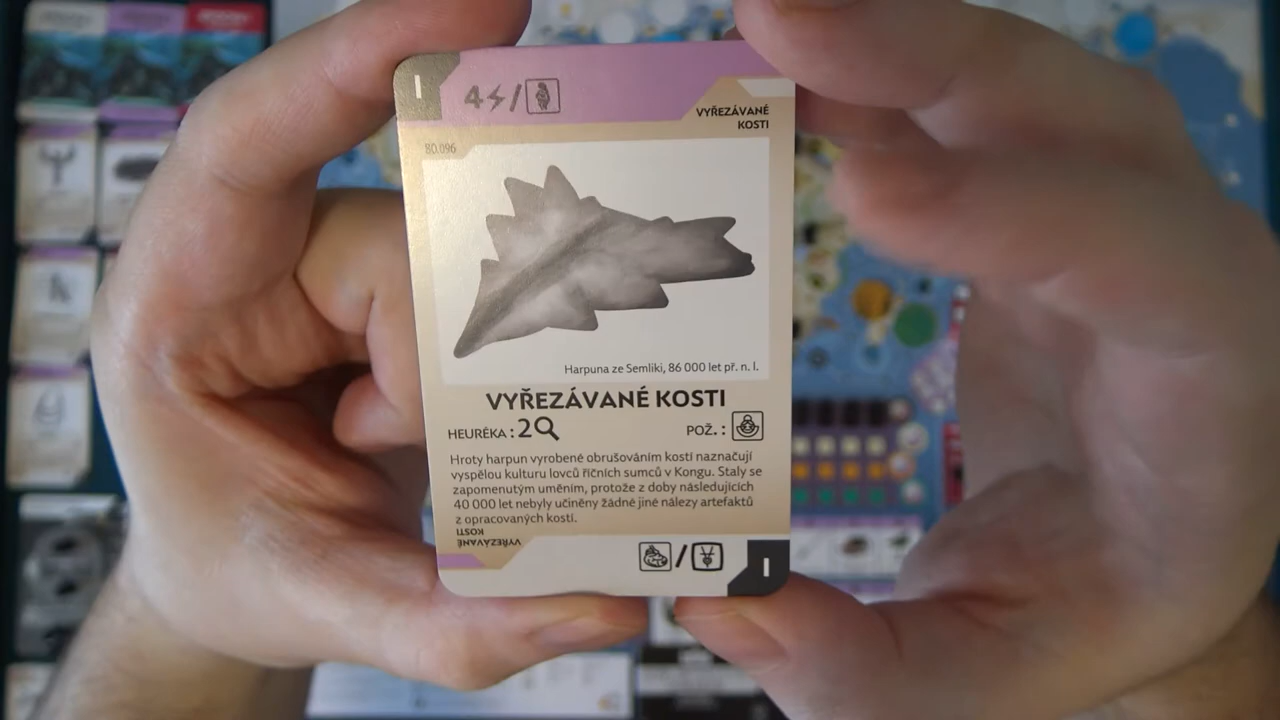 I
4 /
VYŘEZÁVANÉ
KOSTI
80.096
Harpuna ze Semliki, 86 000 let př. n. l.
VYŘEZÁVANÉ KOSTI
HEURÉKA : 2
POŽ. :
Hroty harpun vyrobené obrušováním kostí naznačují
vyspělou kulturu lovců říčních sumců v Kongu. Staly se
zapomenutým uměním, protože z doby následujících
40 000 let nebyly učiněny žádné jiné nálezy artefaktů
z opracovaných kostí.
VYŘEZÁVANÉ
KOSTI
/
I